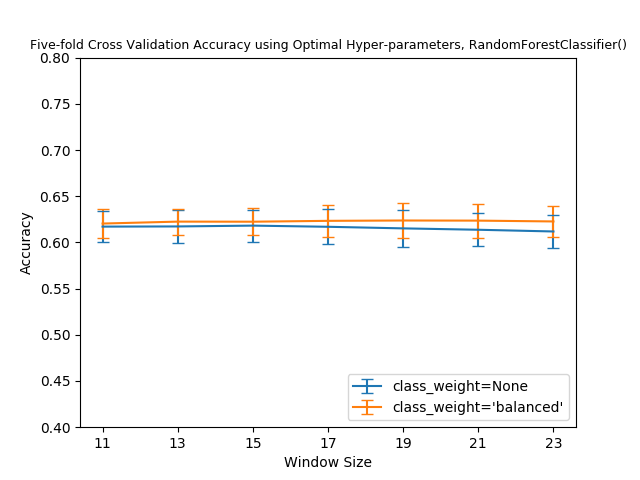 Five-fold Cross Validation Accuracy using Optimal Hyper-parameters, RandomForestClassifier()
0.80
0.75
0.70
0.65
0.60
0.55
0.50
0.45
0.40
Accuracy
class_weight=None
class_weight='balanced'
11 13 15 17 19 21 23
Window Size